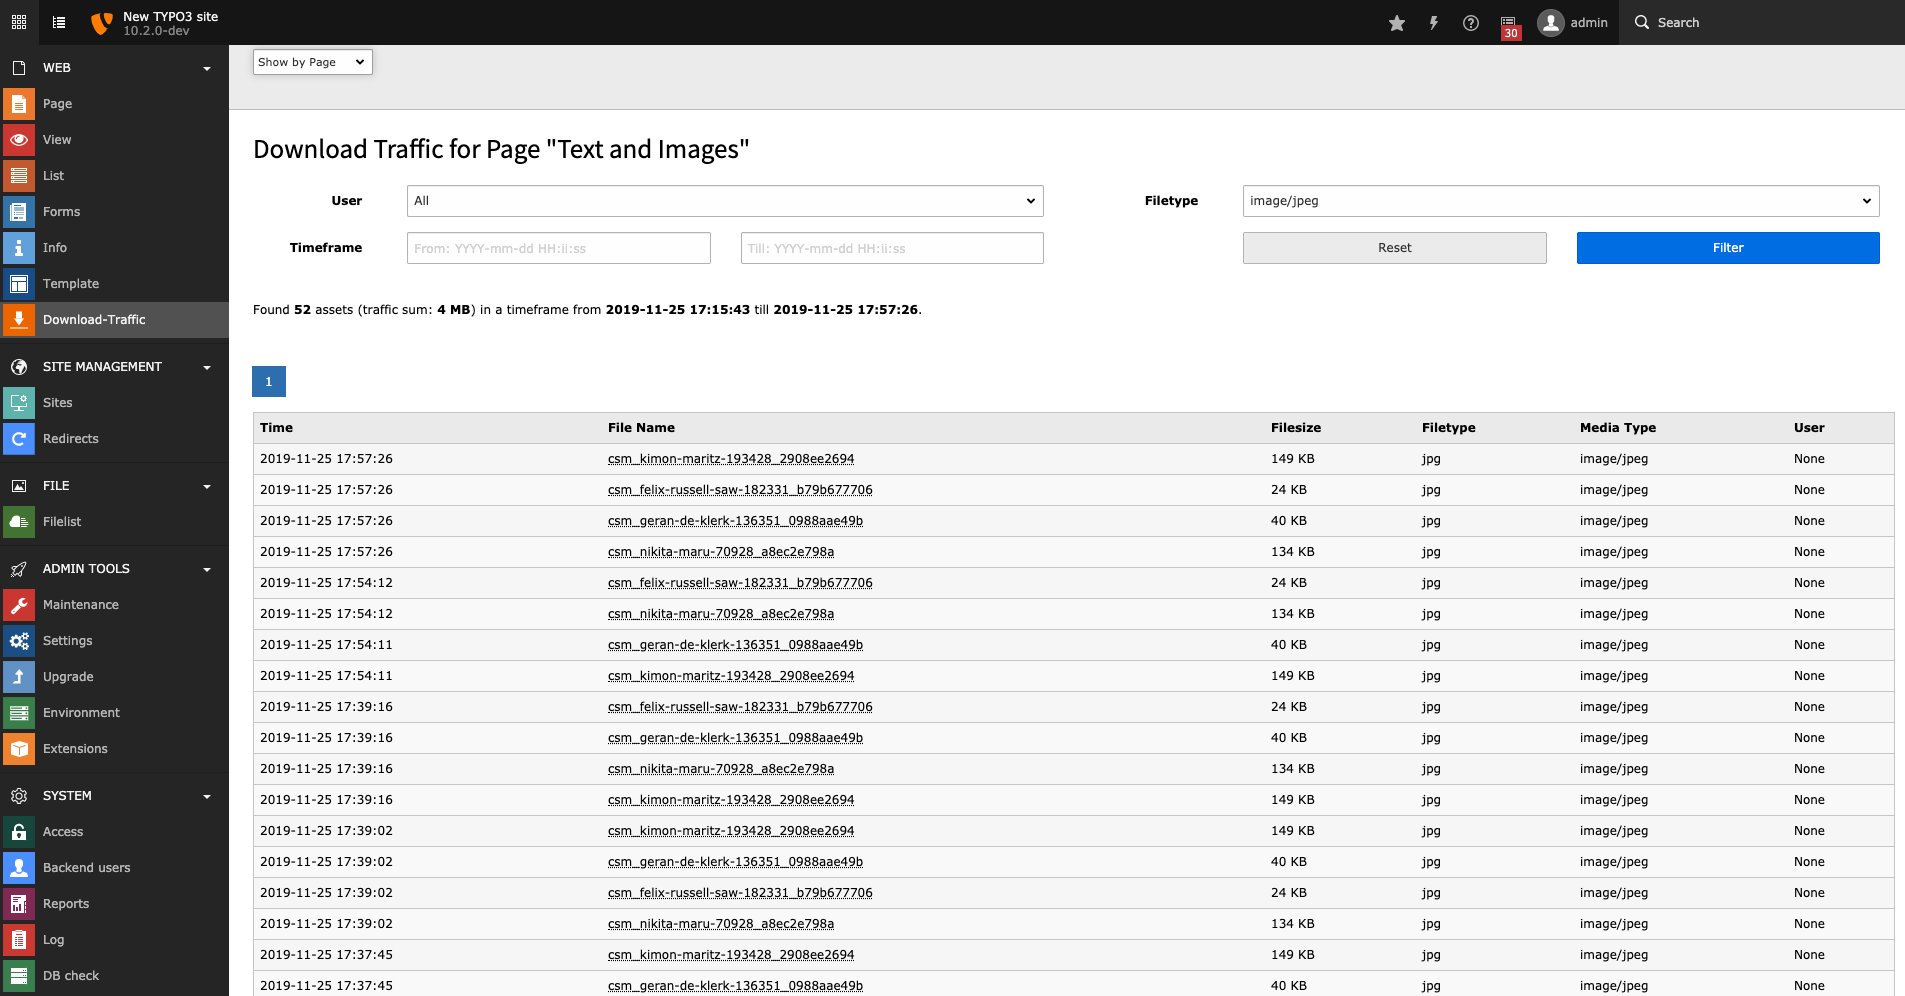 New TYPO3 site
10.2.0-dev
30
admin
Search
WEB
Page
View
List
Forms
Info
Template
Download-Traffic
SITE MANAGEMENT
Sites
Redirects
FILE
Filelist
ADMIN TOOLS
Maintenance
Settings
Upgrade
Environment
Extensions
SYSTEM
Access
Backend users
Reports
Log
DB check
Show by Page
Download Traffic for Page "Text and Images"
User All Filetype image/jpeg
Timeframe From: YYYY-mm-dd HH:ii:ss Till: YYYY-mm-dd HH:ii:ss Reset Filter
Found 52 assets (traffic sum: 4 MB) in a timeframe from 2019-11-25 17:15:43 till 2019-11-25 17:57:26.
1
Time File Name Filesize Filetype Media Type User
2019-11-25 17:57:26 csm_kimon-maritz-193428_2908ee2694 149 KB jpg image/jpeg None
2019-11-25 17:57:26 csm_felix-russell-saw-182331_b79b677706 24 KB jpg image/jpeg None
2019-11-25 17:57:26 csm_geran-de-klerk-136351_0988aae49b 40 KB jpg image/jpeg None
2019-11-25 17:57:26 csm_nikita-maru-70928_a8ec2e798a 134 KB jpg image/jpeg None
2019-11-25 17:54:12 csm_felix-russell-saw-182331_b79b677706 24 KB jpg image/jpeg None
2019-11-25 17:54:12 csm_nikita-maru-70928_a8ec2e798a 134 KB jpg image/jpeg None
2019-11-25 17:54:11 csm_geran-de-klerk-136351_0988aae49b 40 KB jpg image/jpeg None
2019-11-25 17:54:11 csm_kimon-maritz-193428_2908ee2694 149 KB jpg image/jpeg None
2019-11-25 17:39:16 csm_felix-russell-saw-182331_b79b677706 24 KB jpg image/jpeg None
2019-11-25 17:39:16 csm_geran-de-klerk-136351_0988aae49b 40 KB jpg image/jpeg None
2019-11-25 17:39:16 csm_nikita-maru-70928_a8ec2e798a 134 KB jpg image/jpeg None
2019-11-25 17:39:16 csm_kimon-maritz-193428_2908ee2694 149 KB jpg image/jpeg None
2019-11-25 17:39:02 csm_kimon-maritz-193428_2908ee2694 149 KB jpg image/jpeg None
2019-11-25 17:39:02 csm_geran-de-klerk-136351_0988aae49b 40 KB jpg image/jpeg None
2019-11-25 17:39:02 csm_felix-russell-saw-182331_b79b677706 24 KB jpg image/jpeg None
2019-11-25 17:39:02 csm_nikita-maru-70928_a8ec2e798a 134 KB jpg image/jpeg None
2019-11-25 17:37:45 csm_kimon-maritz-193428_2908ee2694 149 KB jpg image/jpeg None
2019-11-25 17:37:45 csm_geran-de-klerk-136351_0988aae49b 40 KB jpg image/jpeg None